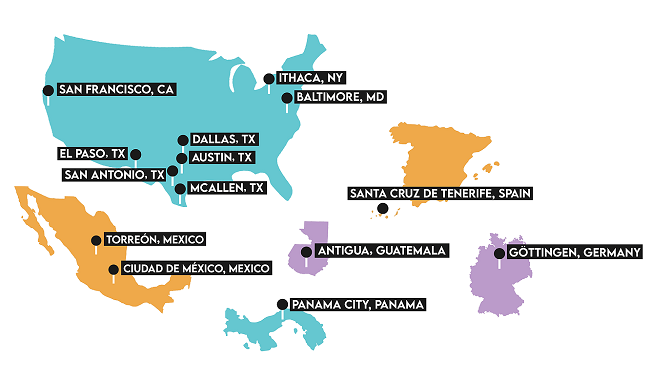 ITHACA, NY
SAN FRANCISCO, CA
BALTIMORE, MD
DALLAS, TX
EL PASO, TX
AUSTIN, TX
SAN ANTONIO, TX
MCALLEN, TX
SANTA CRUZ DE TENERIFE, SPAIN
TORREÓN, MEXICO
ANTIGUA, GUATEMALA
GÖTTINGEN, GERMANY
CIUDAD DE MÉXICO, MEXICO
PANAMA CITY, PANAMA